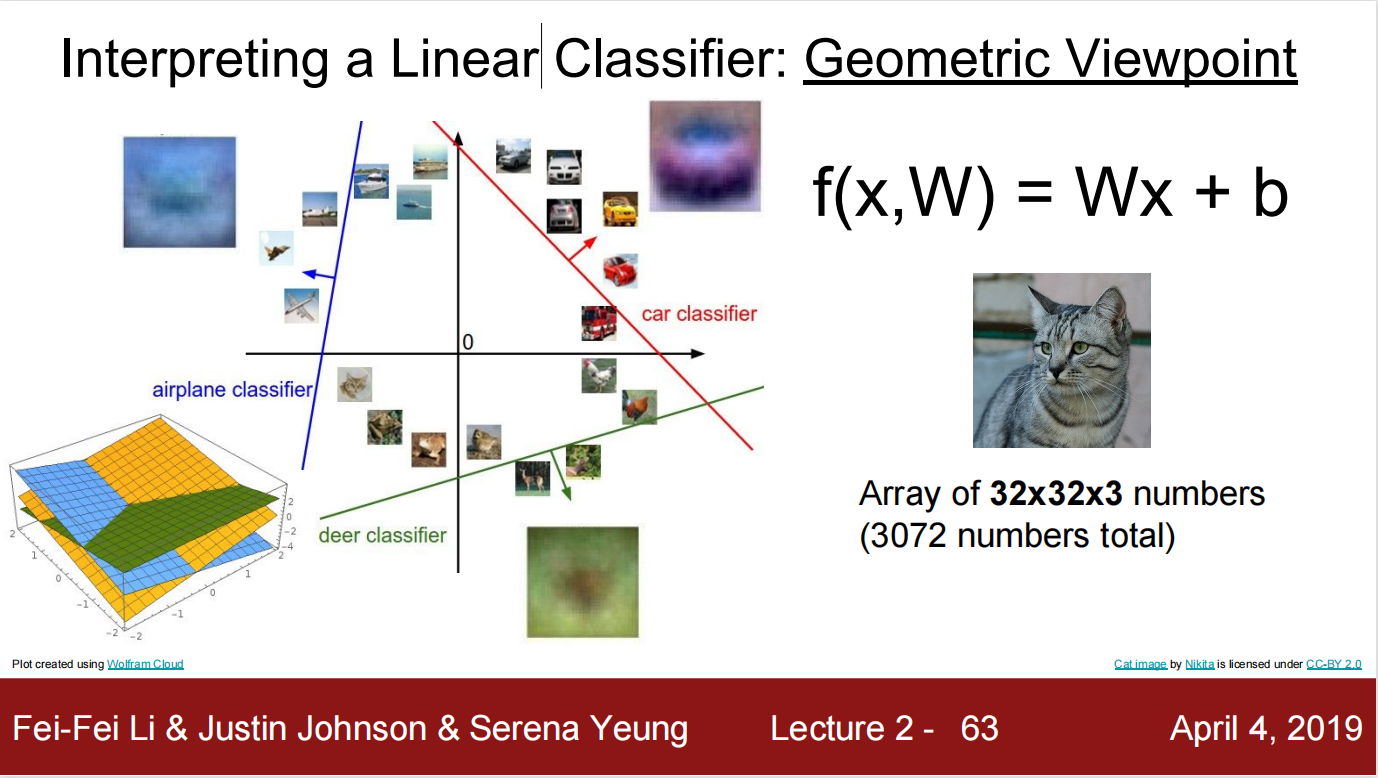 Interpreting a Linear Classifier: Geometric Viewpoint
f(x,W) = Wx + b
car classifier
0
airplane classifier
deer classifier
2
0
-2
-4
2
1
0
-1
-2
-2
-1
0
1
2
Array of 32x32x3 numbers
(3072 numbers total)
Plot created using Wolfram Cloud
Cat image by Nikita is licensed under CC-BY 2.0
Fei-Fei Li & Justin Johnson & Serena Yeung
Lecture 2 - 63
April 4, 2019